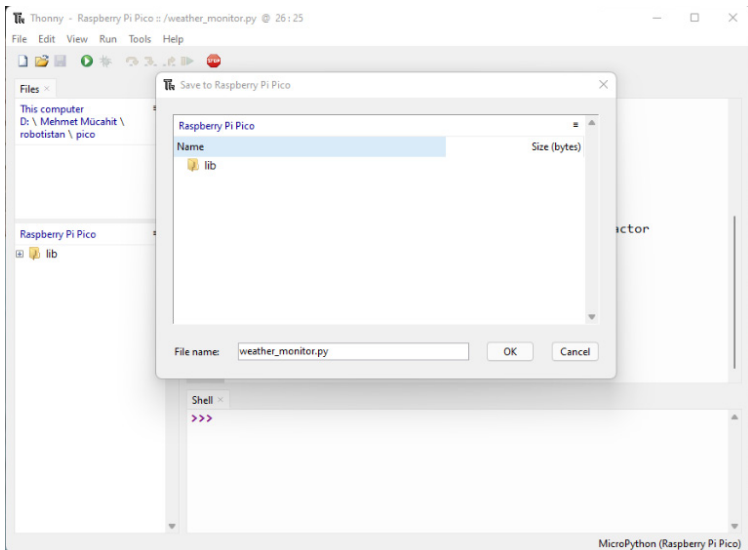 Thonny - Raspberry Pi Pico :: /weather_monitor.py @ 26 : 25
File Edit View Run Tools Help
Files
This computer
D: \ Mehmet Mücahit \
robotistan \ pico
Raspberry Pi Pico
lib
Save to Raspberry Pi Pico
Raspberry Pi Pico
Name Size (bytes)
lib
File name: weather_monitor.py OK Cancel
actor
Shell
>>>
MicroPython (Raspberry Pi Pico)